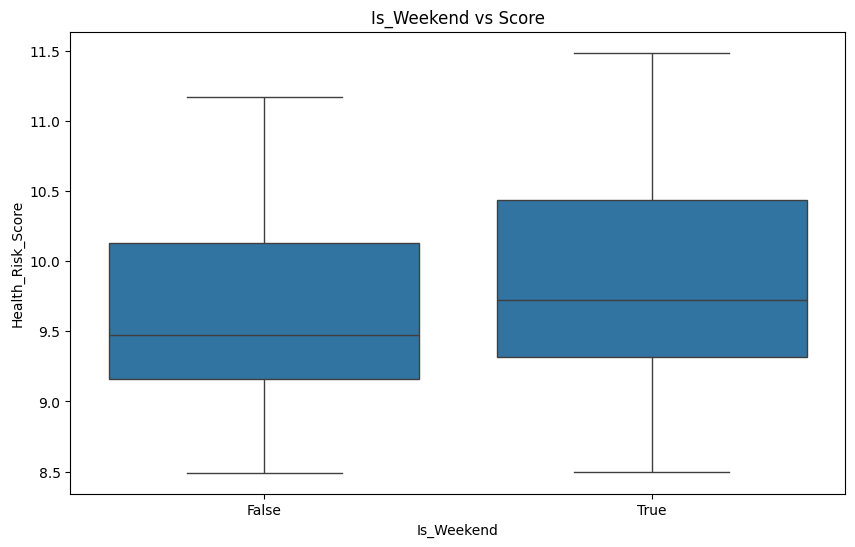 Is_Weekend vs Score
Health_Risk_Score
11.5
11.0
10.5
10.0
9.5
9.0
8.5
False
True
Is_Weekend